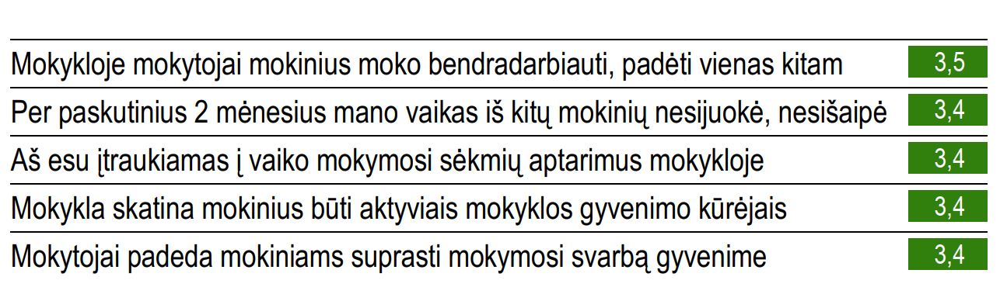 Mokykloje mokytojai mokinius moko bendradarbiauti, padėti vienas kitam 3,5
Per paskutinius 2 mėnesius mano vaikas iš kitų mokinių nesijuokė, nesišaipė 3,4
Aš esu įtraukiamas į vaiko mokymosi sėkmių aptarimus mokykloje 3,4
Mokykla skatina mokinius būti aktyviais mokyklos gyvenimo kūrėjais 3,4
Mokytojai padeda mokiniams suprasti mokymosi svarbą gyvenime 3,4